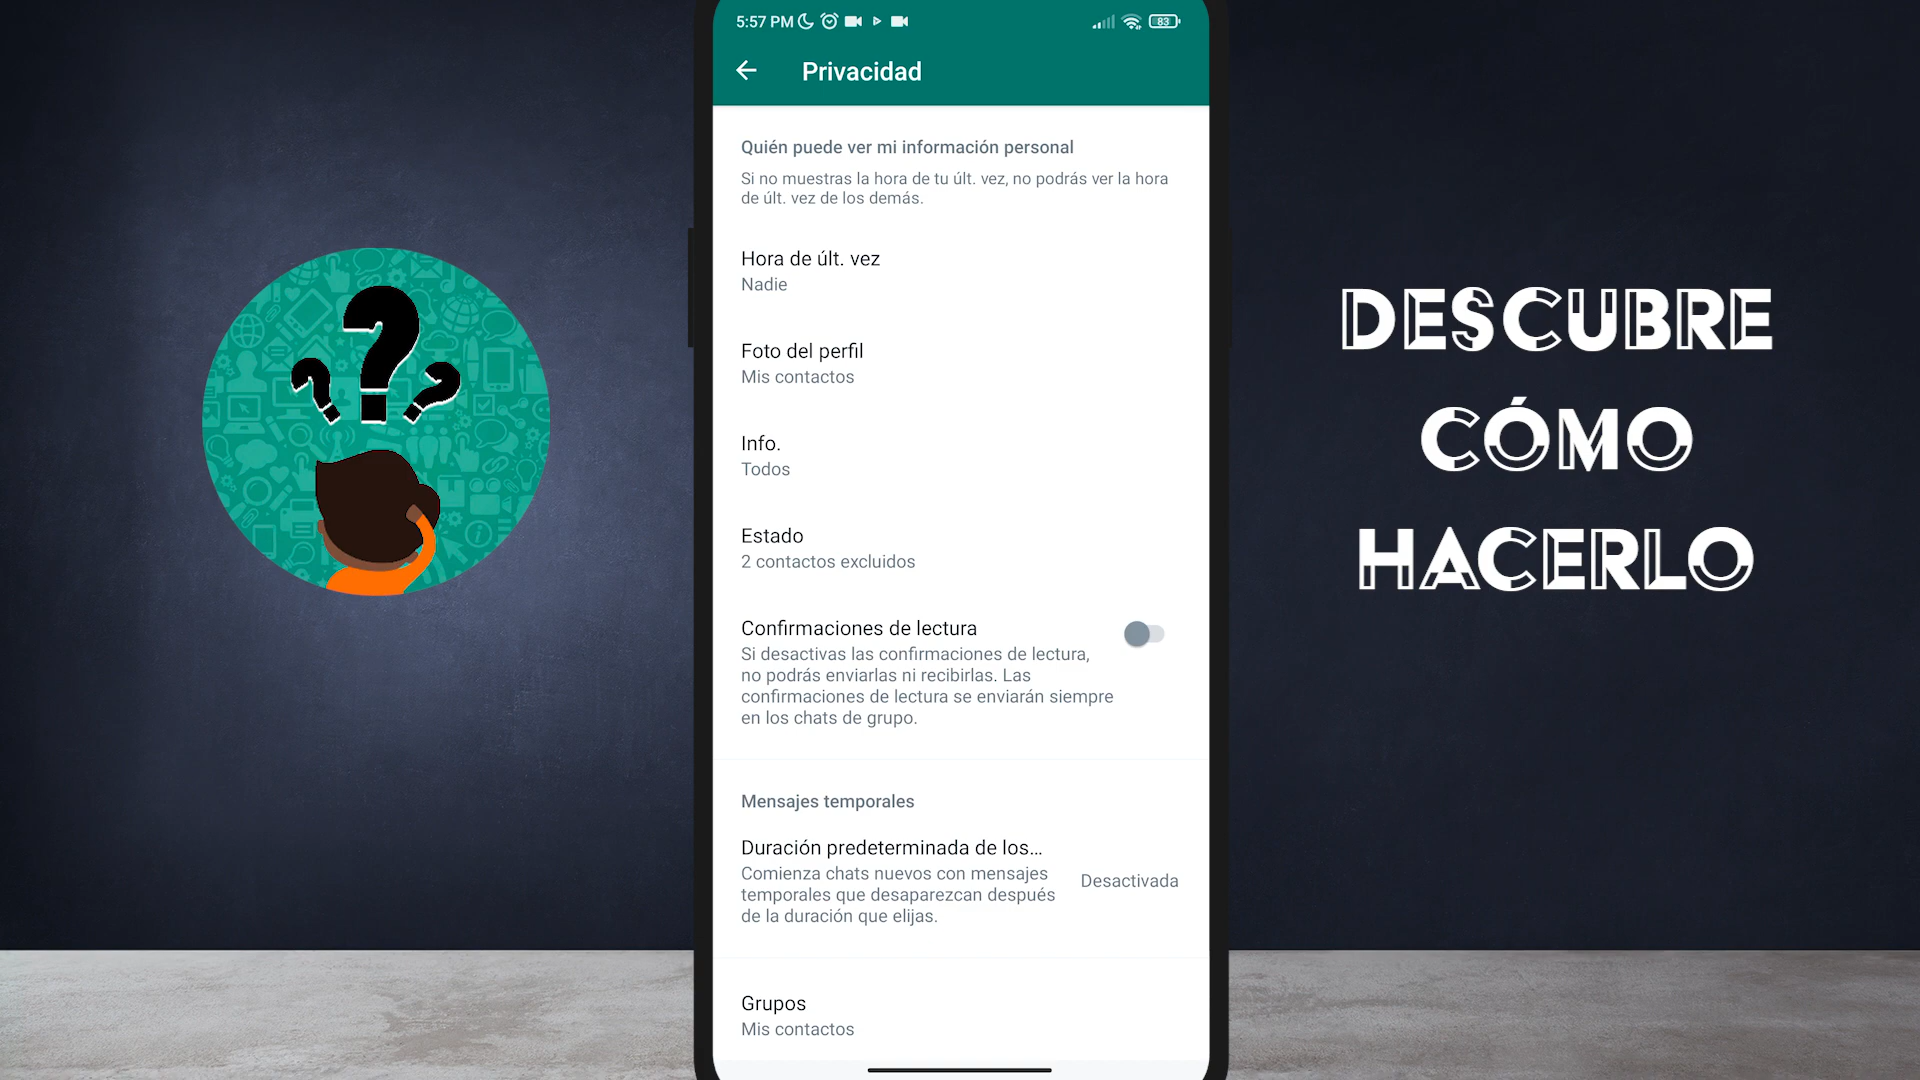 5:57 PM
83
Privacidad
Quién puede ver mi información personal
Si no muestras la hora de tu últ. vez, no podrás ver la hora
de últ. vez de los demás.
Hora de últ. vez
Nadie
Foto del perfil
Mis contactos
Info.
Todos
Estado
2 contactos excluidos
Confirmaciones de lectura
Si desactivas las confirmaciones de lectura,
no podrás enviarlas ni recibirlas. Las
confirmaciones de lectura se enviarán siempre
en los chats de grupo.
Mensajes temporales
Duración predeterminada de los...
Comienza chats nuevos con mensajes
temporales que desaparezcan después
de la duración que elijas.
Desactivada
Grupos
Mis contactos
DESCUBRE
CÓMO
HACERLO